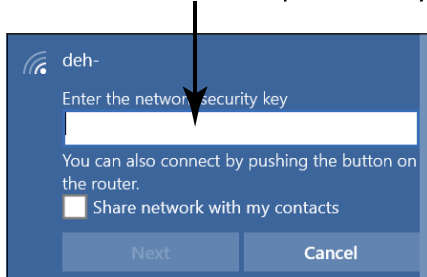 deh-
Enter the network security key
You can also connect by pushing the button on
the router.
Share network with my contacts
Next
Cancel